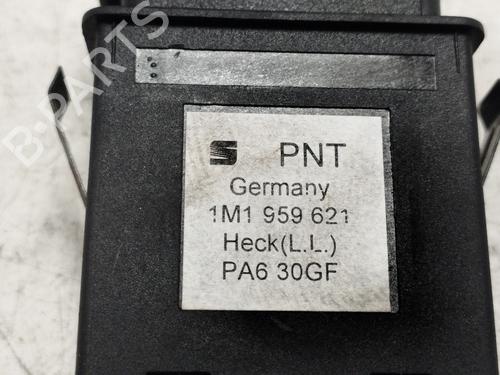 B-PARTS
PNT
Germany
1M1 959 621
Heck(L.L.)
PA6 30GF